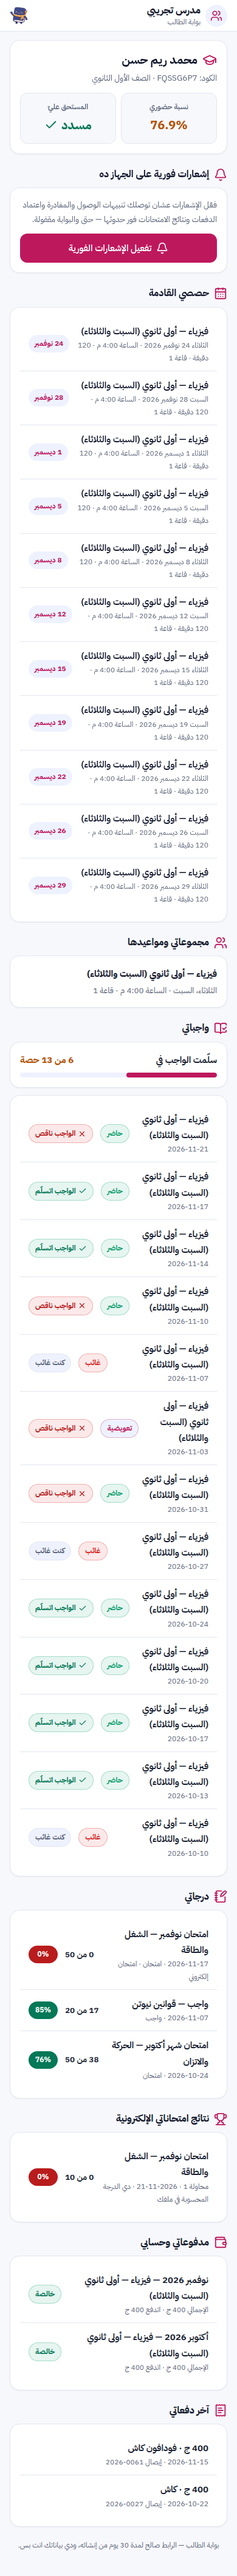 مدرس تجريبي
بوابة الطالب
محمد ريم حسن
الكود: FQSSG6P7 · الصف الأول الثانوي
نسبة حضوري
76.9%
المستحق عليّ
مسدد ✓
إشعارات فورية على الجهاز ده
فعّل الإشعارات عشان توصلك تنبيهات الوصول والمغادرة واعتماد
الدفعات ونتائج الامتحانات فور حدوثها — حتى والبوابة مقفولة.
تفعيل الإشعارات الفورية
حصصي القادمة
فيزياء — أولى ثانوي (السبت والثلاثاء)
الثلاثاء 24 نوفمبر 2026 · الساعة 4:00 م · 120
دقيقة · قاعة 1
24 نوفمبر
فيزياء — أولى ثانوي (السبت والثلاثاء)
السبت 28 نوفمبر 2026 · الساعة 4:00 م ·
120 دقيقة · قاعة 1
28 نوفمبر
فيزياء — أولى ثانوي (السبت والثلاثاء)
الثلاثاء 1 ديسمبر 2026 · الساعة 4:00 م · 120
دقيقة · قاعة 1
1 ديسمبر
فيزياء — أولى ثانوي (السبت والثلاثاء)
السبت 5 ديسمبر 2026 · الساعة 4:00 م · 120
دقيقة · قاعة 1
5 ديسمبر
فيزياء — أولى ثانوي (السبت والثلاثاء)
الثلاثاء 8 ديسمبر 2026 · الساعة 4:00 م · 120
دقيقة · قاعة 1
8 ديسمبر
فيزياء — أولى ثانوي (السبت والثلاثاء)
السبت 12 ديسمبر 2026 · الساعة 4:00 م ·
120 دقيقة · قاعة 1
12 ديسمبر
فيزياء — أولى ثانوي (السبت والثلاثاء)
الثلاثاء 15 ديسمبر 2026 · الساعة 4:00 م ·
120 دقيقة · قاعة 1
15 ديسمبر
فيزياء — أولى ثانوي (السبت والثلاثاء)
السبت 19 ديسمبر 2026 · الساعة 4:00 م ·
120 دقيقة · قاعة 1
19 ديسمبر
فيزياء — أولى ثانوي (السبت والثلاثاء)
الثلاثاء 22 ديسمبر 2026 · الساعة 4:00 م ·
120 دقيقة · قاعة 1
22 ديسمبر
فيزياء — أولى ثانوي (السبت والثلاثاء)
السبت 26 ديسمبر 2026 · الساعة 4:00 م ·
120 دقيقة · قاعة 1
26 ديسمبر
فيزياء — أولى ثانوي (السبت والثلاثاء)
الثلاثاء 29 ديسمبر 2026 · الساعة 4:00 م ·
120 دقيقة · قاعة 1
29 ديسمبر
مجموعاتي ومواعيدها
فيزياء — أولى ثانوي (السبت والثلاثاء)
الثلاثاء، السبت · الساعة 4:00 م · قاعة 1
واجباتي
سلّمت الواجب في
6 من 13 حصة
فيزياء — أولى ثانوي
(السبت والثلاثاء)
2026-11-21
حاضر
✕ الواجب ناقص
فيزياء — أولى ثانوي
(السبت والثلاثاء)
2026-11-17
حاضر
✓ الواجب اتسلّم
فيزياء — أولى ثانوي
(السبت والثلاثاء)
2026-11-14
حاضر
✓ الواجب اتسلّم
فيزياء — أولى ثانوي
(السبت والثلاثاء)
2026-11-10
حاضر
✕ الواجب ناقص
فيزياء — أولى ثانوي
(السبت والثلاثاء)
2026-11-07
غائب
كنت غائب
فيزياء — أولى
ثانوي (السبت
والثلاثاء)
2026-11-03
تعويضية
✕ الواجب ناقص
فيزياء — أولى ثانوي
(السبت والثلاثاء)
2026-10-31
حاضر
✕ الواجب ناقص
فيزياء — أولى ثانوي
(السبت والثلاثاء)
2026-10-27
غائب
كنت غائب
فيزياء — أولى ثانوي
(السبت والثلاثاء)
2026-10-24
حاضر
✓ الواجب اتسلّم
فيزياء — أولى ثانوي
(السبت والثلاثاء)
2026-10-20
حاضر
✓ الواجب اتسلّم
فيزياء — أولى ثانوي
(السبت والثلاثاء)
2026-10-17
حاضر
✓ الواجب اتسلّم
فيزياء — أولى ثانوي
(السبت والثلاثاء)
2026-10-13
حاضر
✓ الواجب اتسلّم
فيزياء — أولى ثانوي
(السبت والثلاثاء)
2026-10-10
غائب
كنت غائب
درجاتي
امتحان نوفمبر — الشغل
والطاقة
2026-11-17 · امتحان · امتحان
إلكتروني
0 من 50
0%
واجب — قوانين نيوتن
2026-11-07 · واجب
17 من 20
85%
امتحان شهر أكتوبر — الحركة
والاتزان
2026-10-24 · امتحان
38 من 50
76%
نتائج امتحاناتي الإلكترونية
امتحان نوفمبر — الشغل
والطاقة
محاولة 1 · 2026-11-21 · دي الدرجة
المحسوبة في ملفك
0 من 10
0%
مدفوعاتي وحسابي
نوفمبر 2026 — فيزياء — أولى ثانوي
(السبت والثلاثاء)
الإجمالي 400 ج · اندفع 400 ج
خالصة
أكتوبر 2026 — فيزياء — أولى ثانوي
(السبت والثلاثاء)
الإجمالي 400 ج · اندفع 400 ج
خالصة
آخر دفعاتي
400 ج · فودافون كاش
2026-11-15 · إيصال 0061-2026
400 ج · كاش
2026-10-22 · إيصال 0027-2026
بوابة الطالب — الرابط صالح لمدة 30 يوم من إنشائه، ودي بياناتك انت بس.